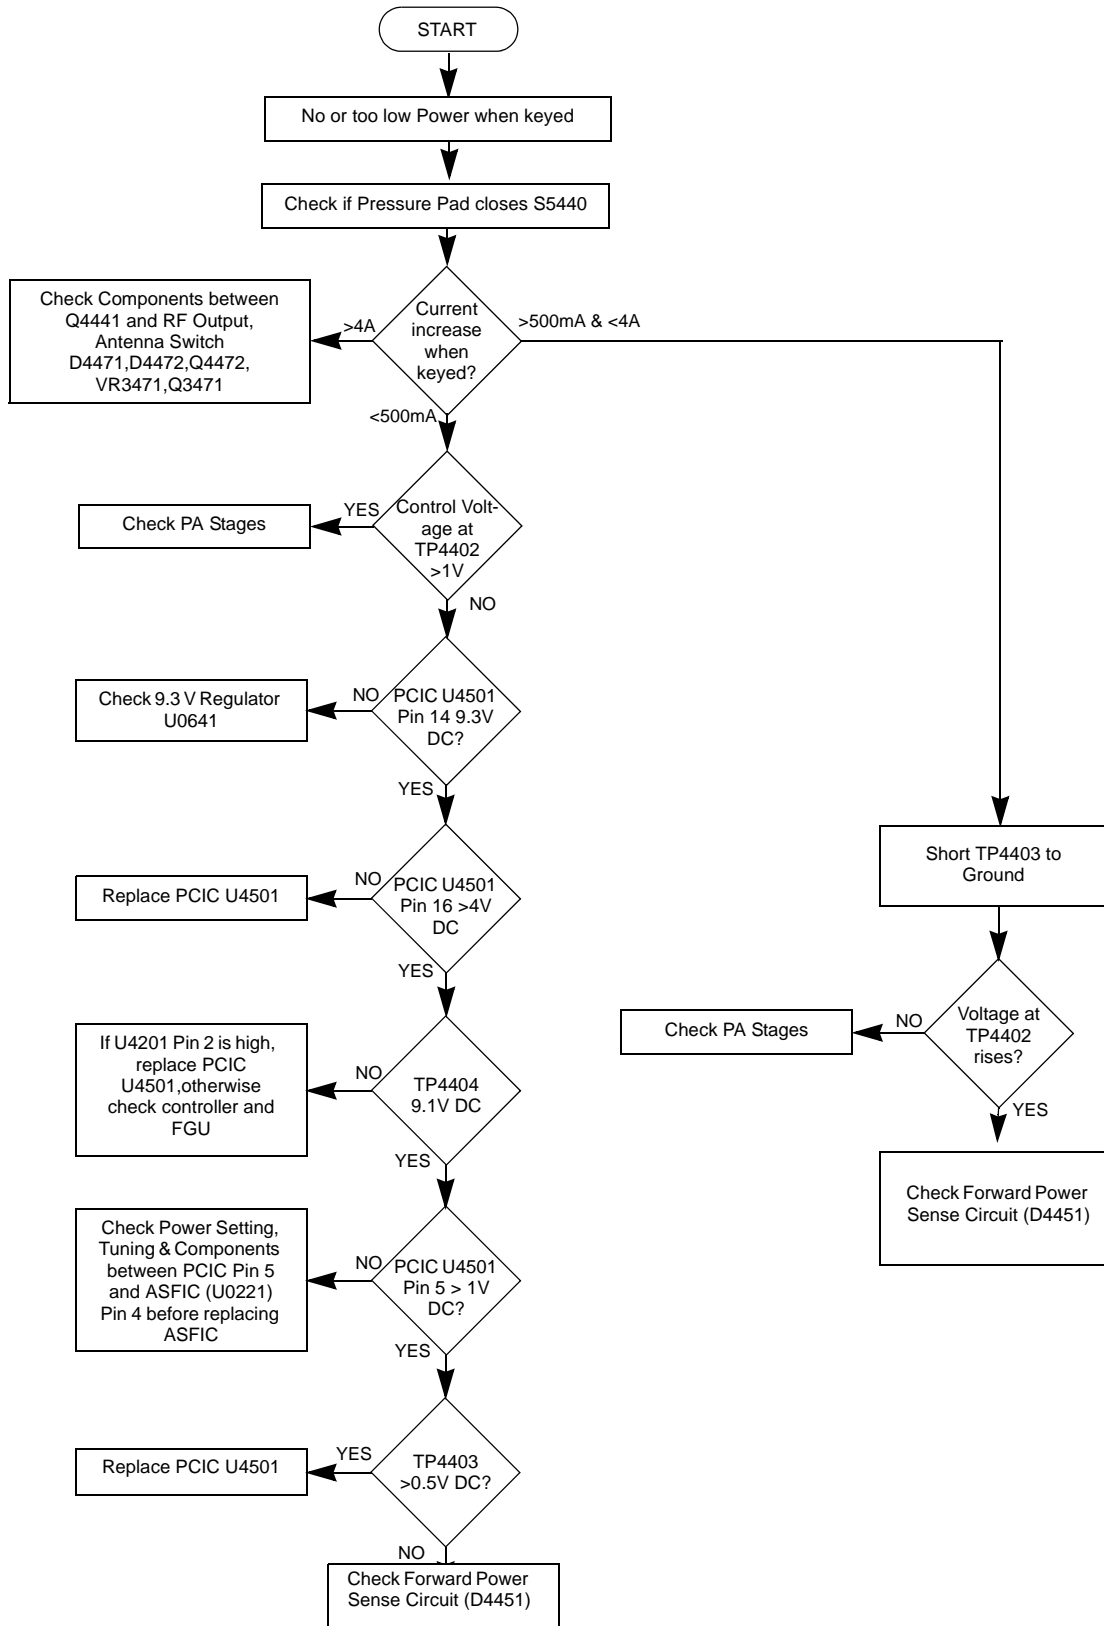 START
No or too low Power when keyed
Check if Pressure Pad closes S5440
Current
increase
when
keyed?
>4A
>500mA & <4A
<500mA
Check Components between
Q4441 and RF Output,
Antenna Switch
D4471,D4472,Q4472,
VR3471,Q3471
Control Volt-
age at
TP4402
>1V
YES
NO
Check PA Stages
PCIC U4501
Pin 14 9.3V
DC?
NO
YES
Check 9.3 V Regulator
U0641
PCIC U4501
Pin 16 >4V
DC
NO
YES
Replace PCIC U4501
TP4404
9.1V DC
NO
YES
If U4201 Pin 2 is high,
replace PCIC
U4501,otherwise
check controller and
FGU
PCIC U4501
Pin 5 > 1V
DC?
NO
YES
Check Power Setting,
Tuning & Components
between PCIC Pin 5
and ASFIC (U0221)
Pin 4 before replacing
ASFIC
TP4403
>0.5V DC?
YES
NO
Replace PCIC U4501
Check Forward Power
Sense Circuit (D4451)
Short TP4403 to
Ground
Voltage at
TP4402
rises?
NO
YES
Check PA Stages
Check Forward Power
Sense Circuit (D4451)